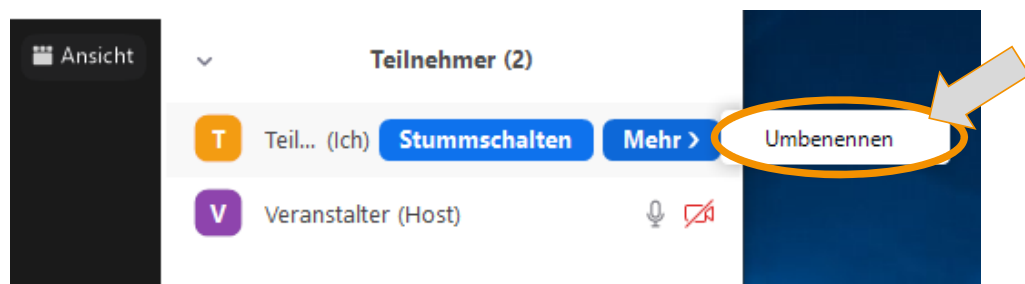 Ansicht
Teilnehmer (2)
T Teil... (Ich) Stummschalten Mehr > Umbenennen
V Veranstalter (Host)